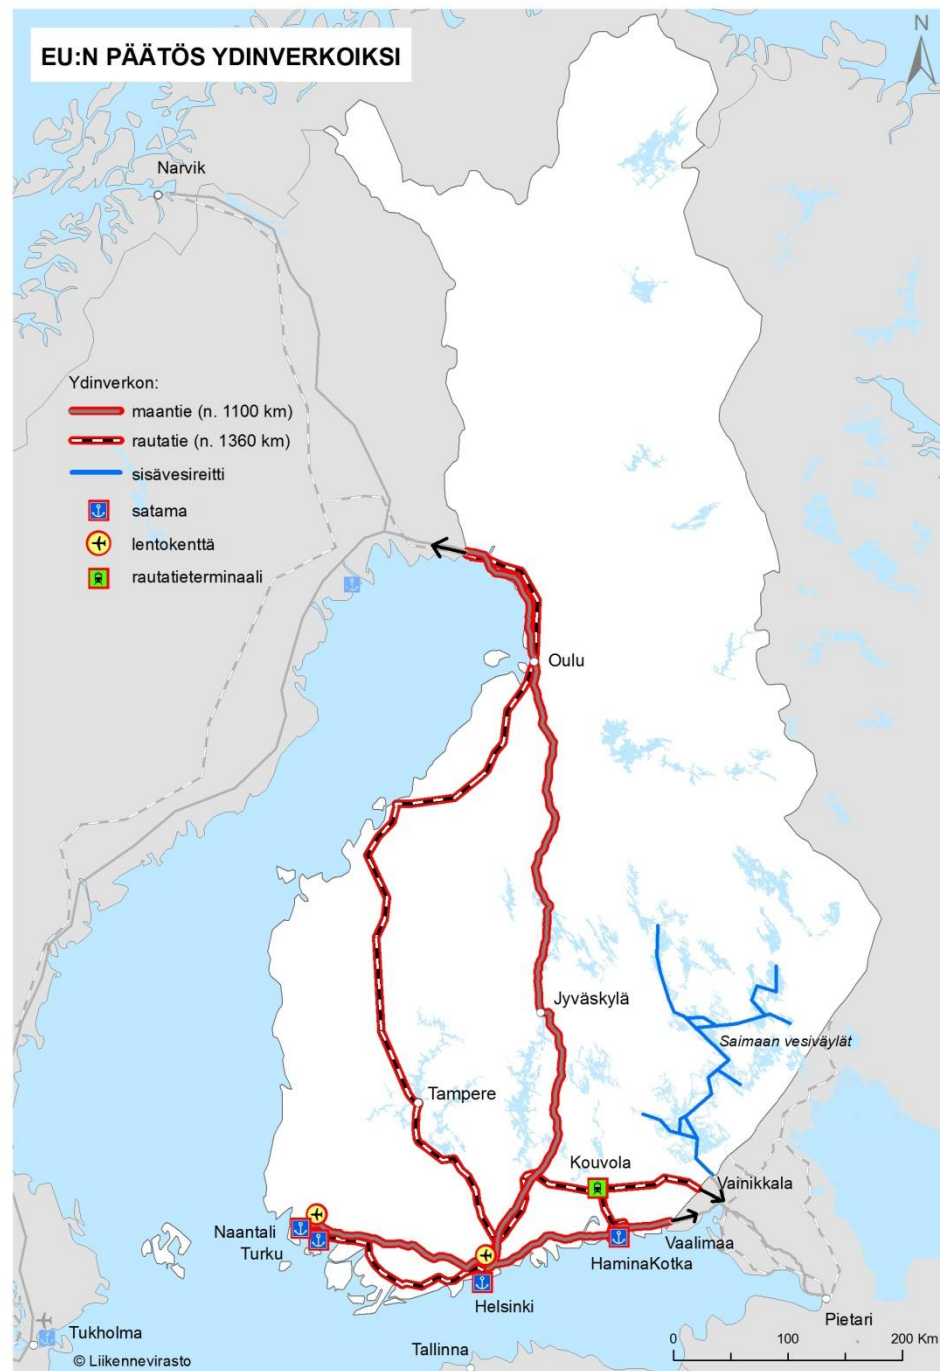 EU:N PÄÄTÖS YDINVERKOIKSI
N
Narvik
Ydinverkon:
maantie (n. 1100 km)
rautatie (n. 1360 km)
sisävesireitti
satama
lentokenttä
rautatieterminaali
Oulu
Jyväskylä
Saimaan vesiväylät
Tampere
Kouvola
Vainikkala
Naantali
Turku
Vaalimaa
HaminaKotka
Helsinki
Pietari
Tukholma
Tallinna
0 100 200 Km
© Liikennevirasto